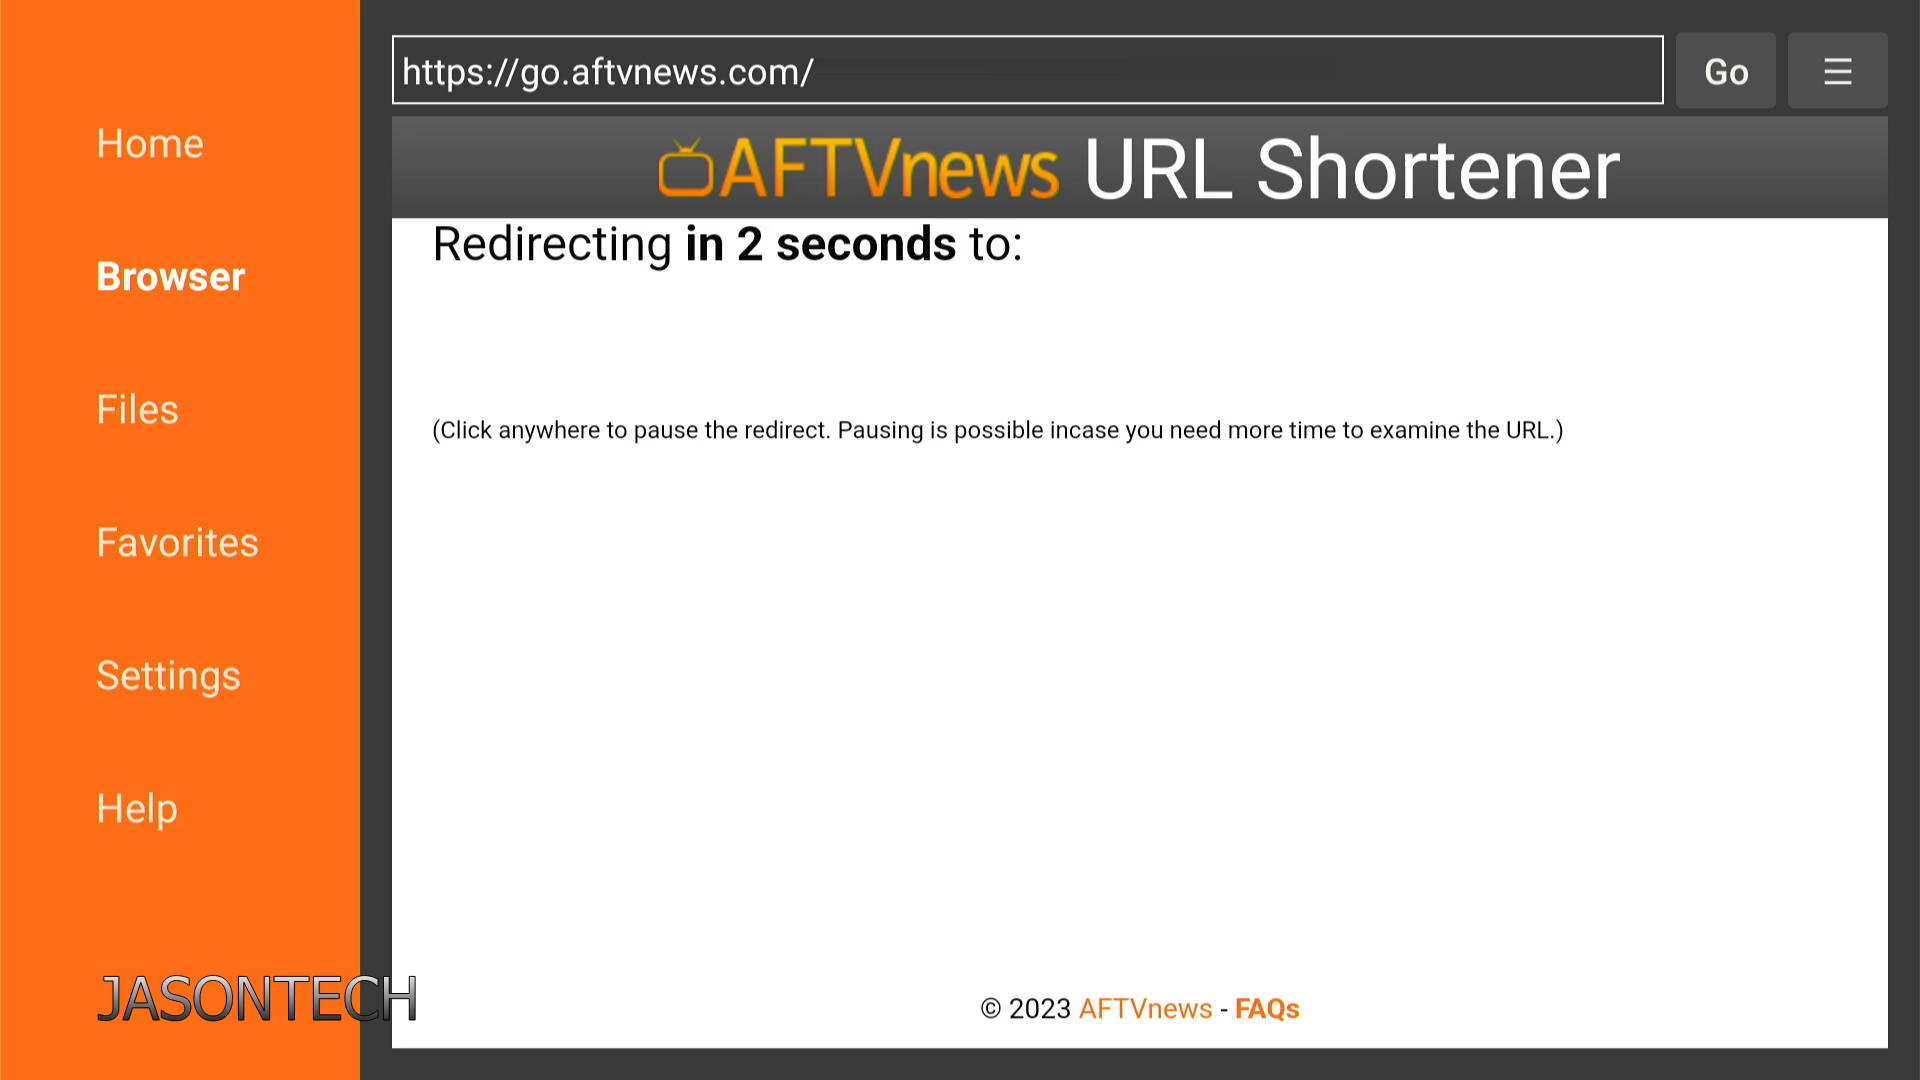 https://go.aftvnews.com/
Go
AFTVnews URL Shortener
Home
Browser
Files
Favorites
Settings
Help
Redirecting in 2 seconds to:
(Click anywhere to pause the redirect. Pausing is possible incase you need more time to examine the URL.)
JASONTECH
© 2023 AFTVnews - FAQs